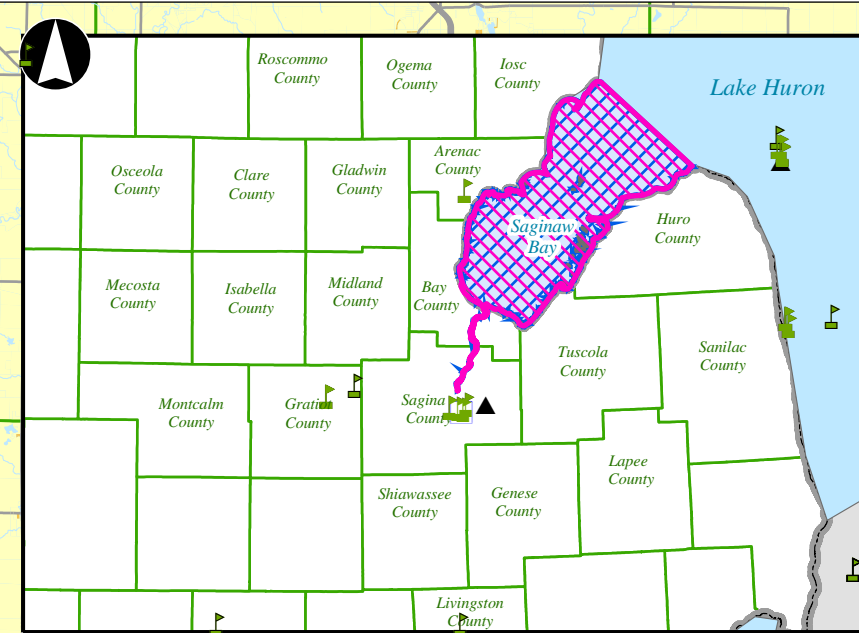 Roscommo
County
Ogema
County
Iosc
County
Lake Huron
Osceola
County
Clare
County
Gladwin
County
Arenac
County
Saginaw
Bay
Huro
County
Mecosta
County
Isabella
County
Midland
County
Bay
County
Tuscola
County
Sanilac
County
Montcalm
County
Gratiot
County
Sagina
County
Shiawassee
County
Genese
County
Lapee
County
Livingston
County